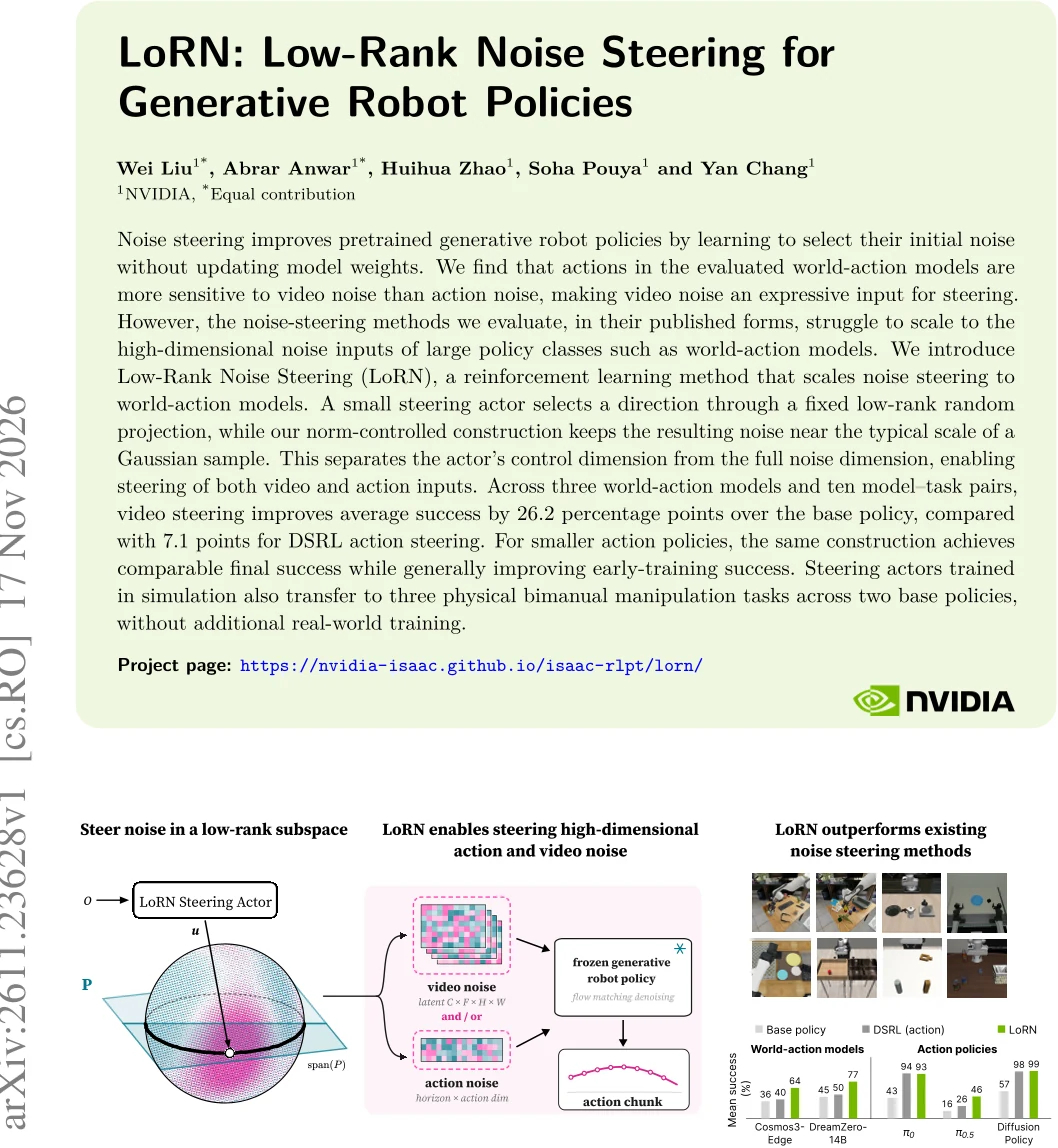 arXiv:2611.23628v1 [cs.RO] 17 Nov 2026
LoRN: Low-Rank Noise Steering for
Generative Robot Policies
Wei Liu1*, Abrar Anwar1*, Huihua Zhao1, Soha Pouya1 and Yan Chang1
1NVIDIA, *Equal contribution
Noise steering improves pretrained generative robot policies by learning to select their initial noise
without updating model weights. We find that actions in the evaluated world-action models are
more sensitive to video noise than action noise, making video noise an expressive input for steering.
However, the noise-steering methods we evaluate, in their published forms, struggle to scale to the
high-dimensional noise inputs of large policy classes such as world-action models. We introduce
Low-Rank Noise Steering (LoRN), a reinforcement learning method that scales noise steering to
world-action models. A small steering actor selects a direction through a fixed low-rank random
projection, while our norm-controlled construction keeps the resulting noise near the typical scale of a
Gaussian sample. This separates the actor's control dimension from the full noise dimension, enabling
steering of both video and action inputs. Across three world-action models and ten model–task pairs,
video steering improves average success by 26.2 percentage points over the base policy, compared
with 7.1 points for DSRL action steering. For smaller action policies, the same construction achieves
comparable final success while generally improving early-training success. Steering actors trained
in simulation also transfer to three physical bimanual manipulation tasks across two base policies,
without additional real-world training.
Project page: https://nvidia-isaac.github.io/isaac-rlpt/lorn/
NVIDIA
Steer noise in a low-rank subspace
o
LoRN Steering Actor
u
P
span(P)
LoRN enables steering high-dimensional
action and video noise
video noise
latent C × F × H × W
and / or
action noise
horizon × action dim
frozen generative
robot policy
flow matching denoising
action chunk
LoRN outperforms existing
noise steering methods
Base policy DSRL (action) LoRN
World-action models Action policies
Mean success
(%)
36 40 64
45 50 77
43 94 93
16 26 46
57 98 99
Cosmos3-
Edge
DreamZero-
14B
π0
π0.5
Diffusion
Policy